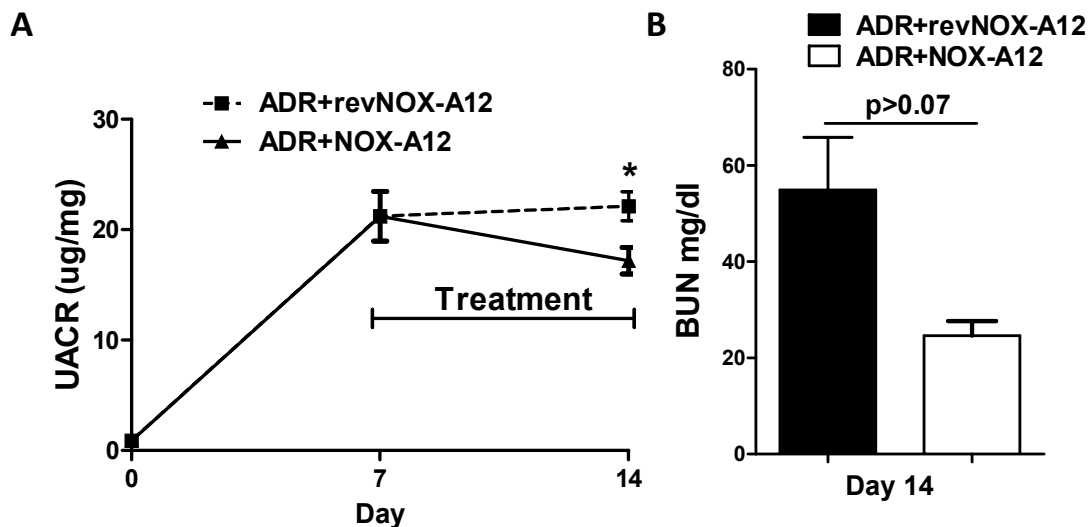 A
ADR+revNOX-A12
ADR+NOX-A12
30
20
10
0
UACR (ug/mg)
*
Treatment
0 7 14
Day
B
ADR+revNOX-A12
ADR+NOX-A12
80
60
40
20
0
BUN mg/dl
p>0.07
Day 14